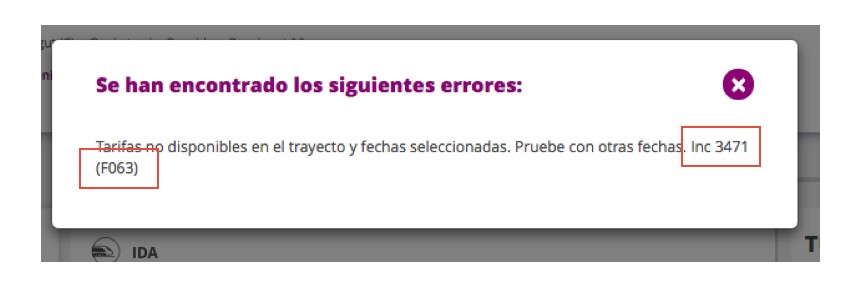 Se han encontrado los siguientes errores:
Tarifas no disponibles en el trayecto y fechas seleccionadas. Pruebe con otras fechas. Inc 3471
(F063)
IDA